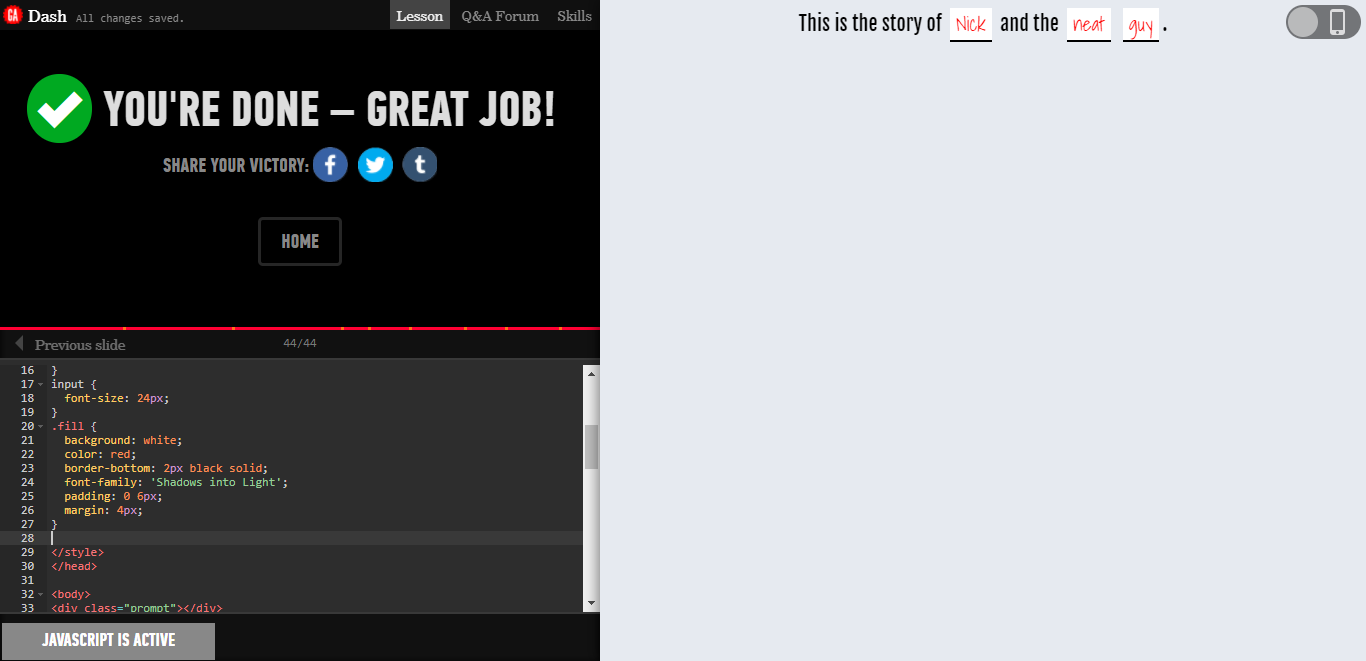 GA Dash All changes saved. Lesson Q&A Forum Skills
YOU'RE DONE — GREAT JOB!
SHARE YOUR VICTORY: f t
HOME
Previous slide 44/44
16 }
17 input {
18 font-size: 24px;
19 }
20 .fill {
21 background: white;
22 color: red;
23 border-bottom: 2px black solid;
24 font-family: 'Shadows into Light';
25 padding: 0 6px;
26 margin: 4px;
27 }
28
29 </style>
30 </head>
31
32 <body>
33 <div class="prompt"></div>
JAVASCRIPT IS ACTIVE
This is the story of Nick and the neat guy .